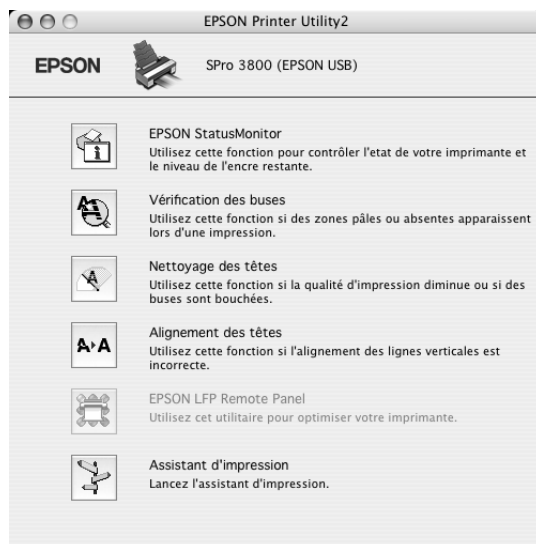 EPSON Printer Utility2
EPSON
SPro 3800 (EPSON USB)
EPSON StatusMonitor
Utilisez cette fonction pour contrôler l'etat de votre imprimante et
le niveau de l'encre restante.
Vérification des buses
Utilisez cette fonction si des zones pâles ou absentes apparaissent
lors d'une impression.
Nettoyage des têtes
Utilisez cette fonction si la qualité d'impression diminue ou si des
buses sont bouchées.
Alignement des têtes
A›A
Utilisez cette fonction si l'alignement des lignes verticales est
incorrecte.
EPSON LFP Remote Panel
Utilisez cet utilitaire pour optimiser votre imprimante.
Assistant d'impression
Lancez l'assistant d'impression.